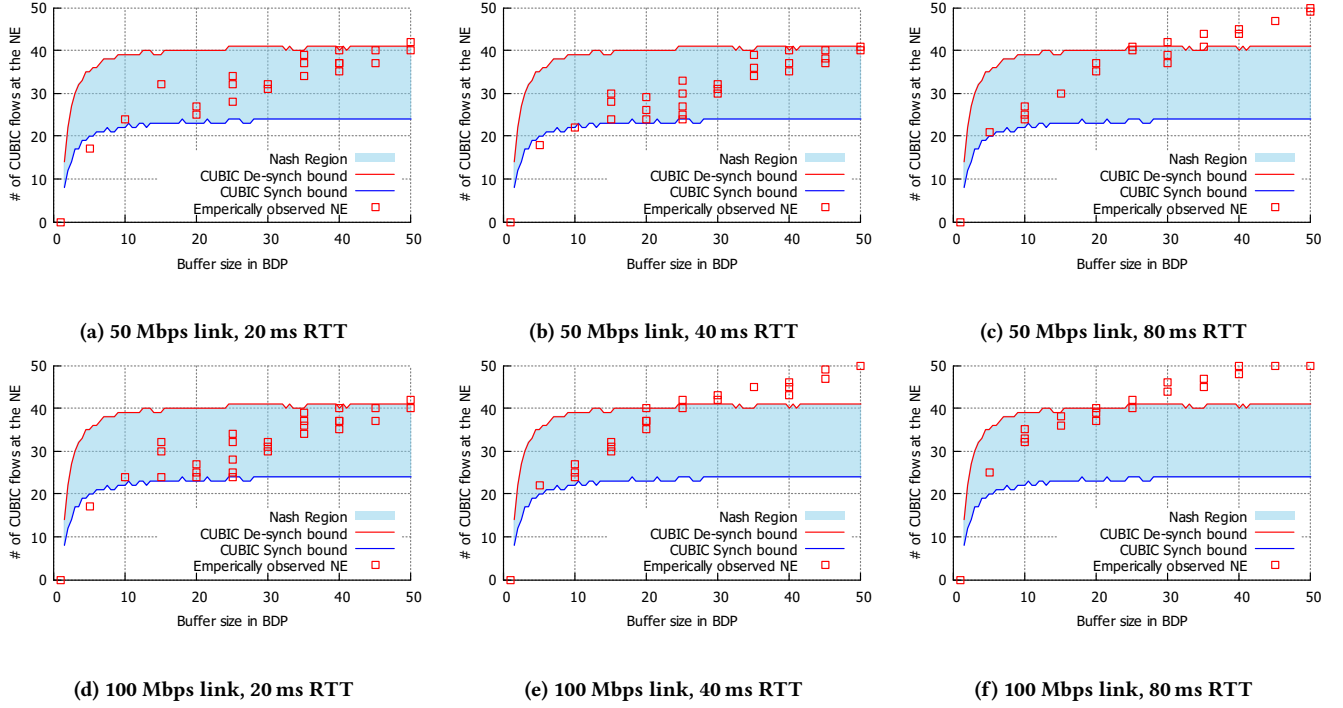 # of CUBIC flows at the NE
50
40
30
20
10
0
Nash Region
CUBIC De-synch bound
CUBIC Synch bound
Emperically observed NE
0 10 20 30 40 50
Buffer size in BDP
(a) 50 Mbps link, 20 ms RTT
# of CUBIC flows at the NE
50
40
30
20
10
0
Nash Region
CUBIC De-synch bound
CUBIC Synch bound
Emperically observed NE
0 10 20 30 40 50
Buffer size in BDP
(b) 50 Mbps link, 40 ms RTT
# of CUBIC flows at the NE
50
40
30
20
10
0
Nash Region
CUBIC De-synch bound
CUBIC Synch bound
Emperically observed NE
0 10 20 30 40 50
Buffer size in BDP
(c) 50 Mbps link, 80 ms RTT
# of CUBIC flows at the NE
50
40
30
20
10
0
Nash Region
CUBIC De-synch bound
CUBIC Synch bound
Emperically observed NE
0 10 20 30 40 50
Buffer size in BDP
(d) 100 Mbps link, 20 ms RTT
# of CUBIC flows at the NE
50
40
30
20
10
0
Nash Region
CUBIC De-synch bound
CUBIC Synch bound
Emperically observed NE
0 10 20 30 40 50
Buffer size in BDP
(e) 100 Mbps link, 40 ms RTT
# of CUBIC flows at the NE
50
40
30
20
10
0
Nash Region
CUBIC De-synch bound
CUBIC Synch bound
Emperically observed NE
0 10 20 30 40 50
Buffer size in BDP
(f) 100 Mbps link, 80 ms RTT